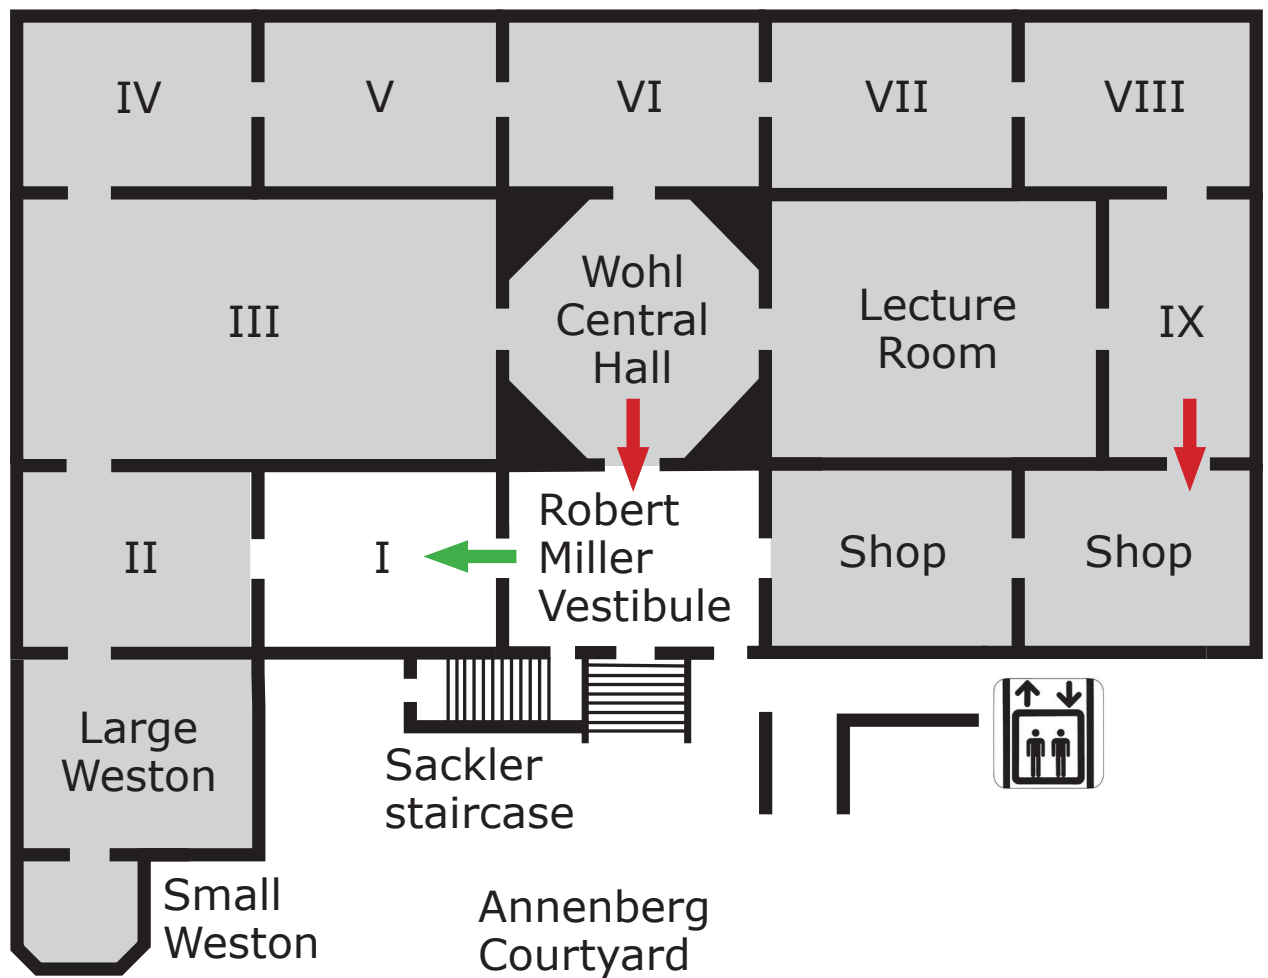 IV
V
VI
VII
VIII
III
Wohl
Central
Hall
Lecture
Room
IX
II
I
Robert
Miller
Vestibule
Shop
Shop
Large
Weston
Sackler
staircase
Small
Weston
Annenberg
Courtyard